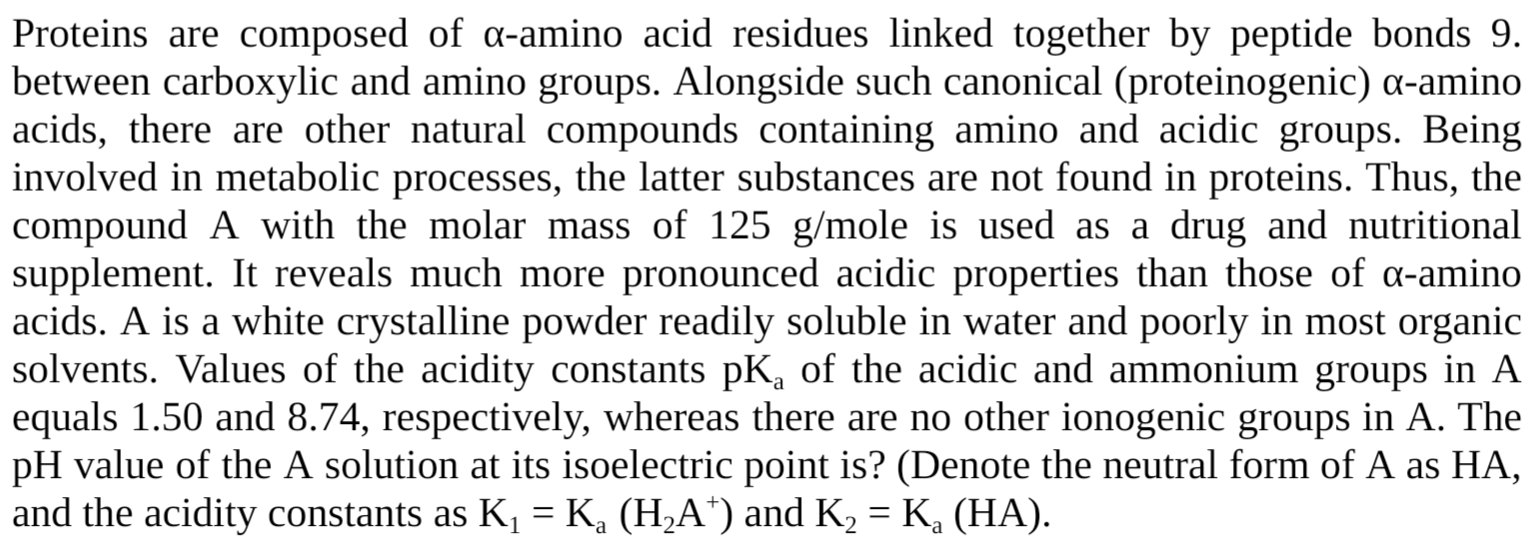 Proteins are composed of α-amino acid residues linked together by peptide bonds 9.
between carboxylic and amino groups. Alongside such canonical (proteinogenic) α-amino
acids, there are other natural compounds containing amino and acidic groups. Being
involved in metabolic processes, the latter substances are not found in proteins. Thus, the
compound A with the molar mass of 125 g/mole is used as a drug and nutritional
supplement. It reveals much more pronounced acidic properties than those of α-amino
acids. A is a white crystalline powder readily soluble in water and poorly in most organic
solvents. Values of the acidity constants pKₐ of the acidic and ammonium groups in A
equals 1.50 and 8.74, respectively, whereas there are no other ionogenic groups in A. The
pH value of the A solution at its isoelectric point is? (Denote the neutral form of A as HA,
and the acidity constants as K₁ = Kₐ (H₂A⁺) and K₂ = Kₐ (HA).